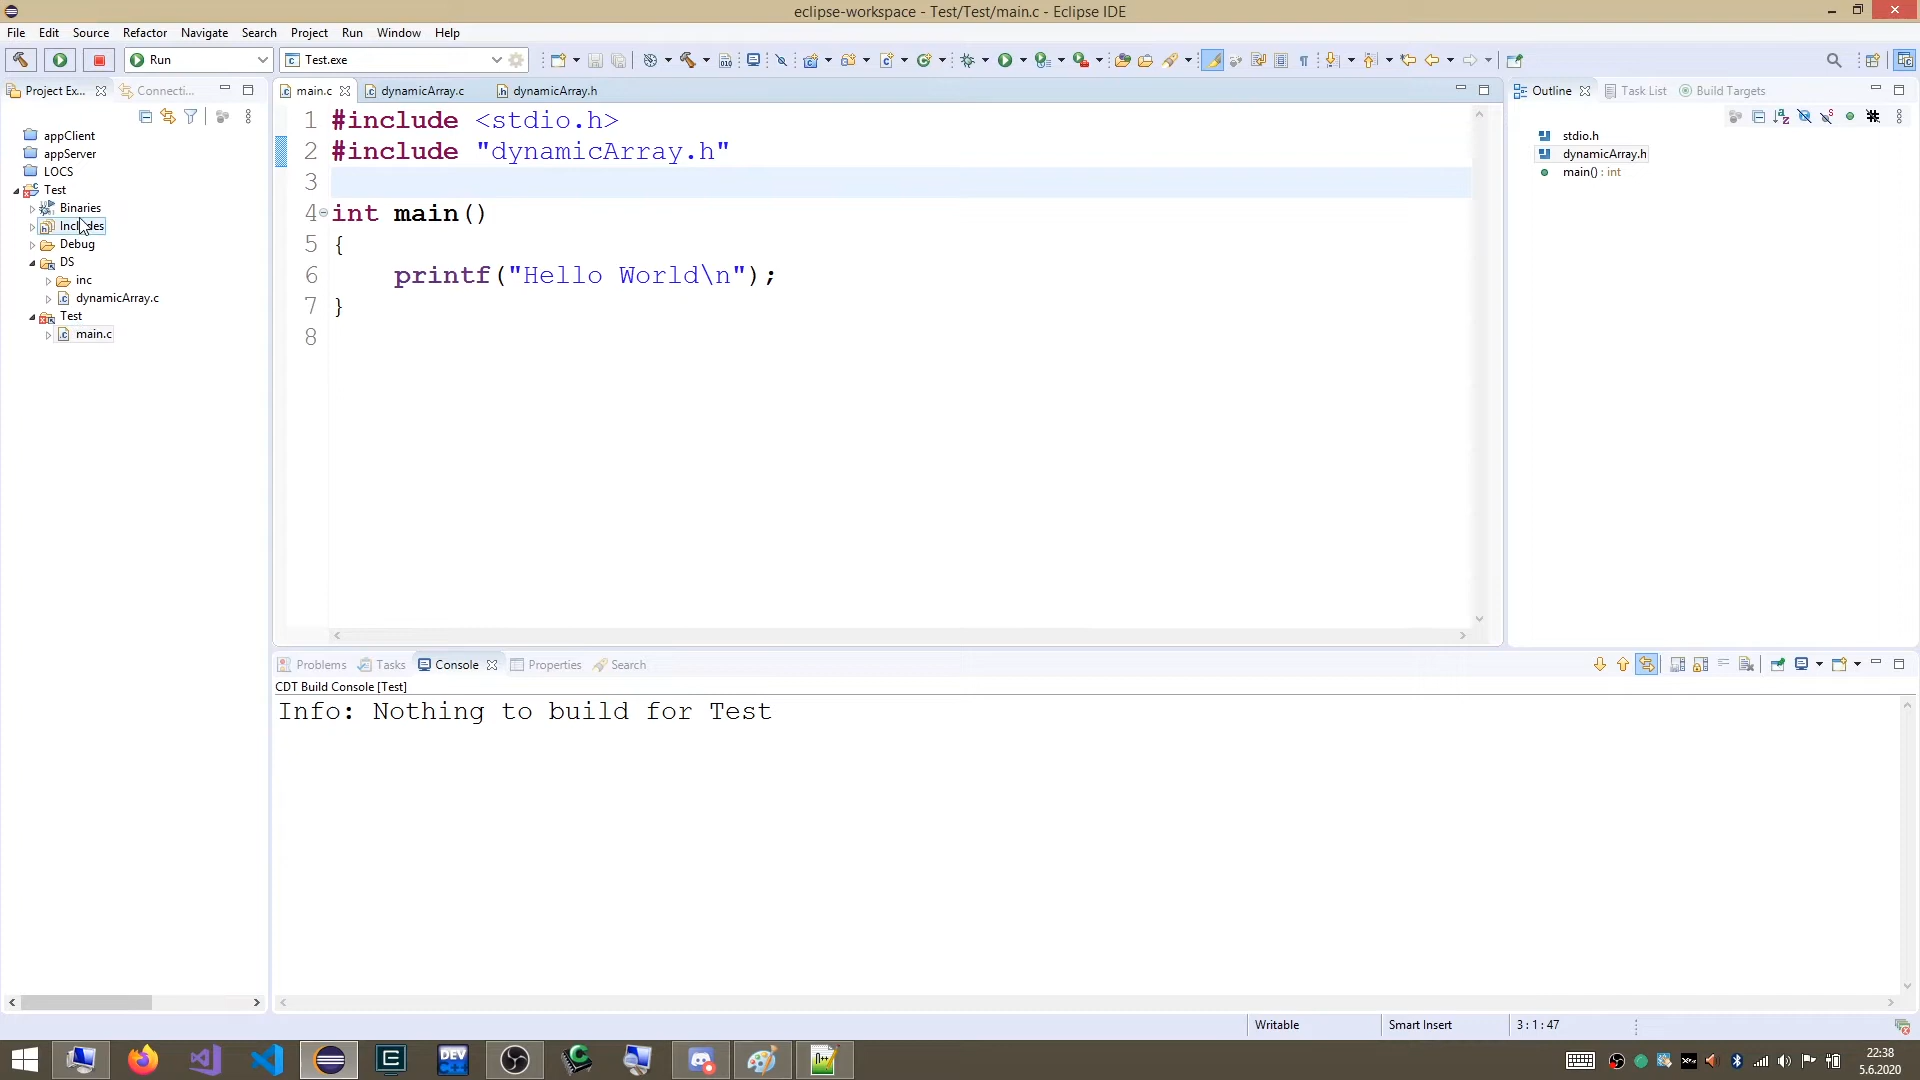 eclipse-workspace - Test/Test/main.c - Eclipse IDE
File Edit Source Refactor Navigate Search Project Run Window Help
Run
Test.exe
Project Ex...
Connecti...
appClient
appServer
LOCS
Test
Binaries
Includes
Debug
DS
inc
dynamicArray.c
Test
main.c
main.c
dynamicArray.c
dynamicArray.h
1 #include <stdio.h>
2 #include "dynamicArray.h"
3
4 int main()
5 {
6 printf("Hello World\n");
7 }
8
Outline
Task List
Build Targets
stdio.h
dynamicArray.h
main() : int
Problems
Tasks
Console
Properties
Search
CDT Build Console [Test]
Info: Nothing to build for Test
Writable
Smart Insert
3 : 1 : 47
DEV
22:38
5.6.2020